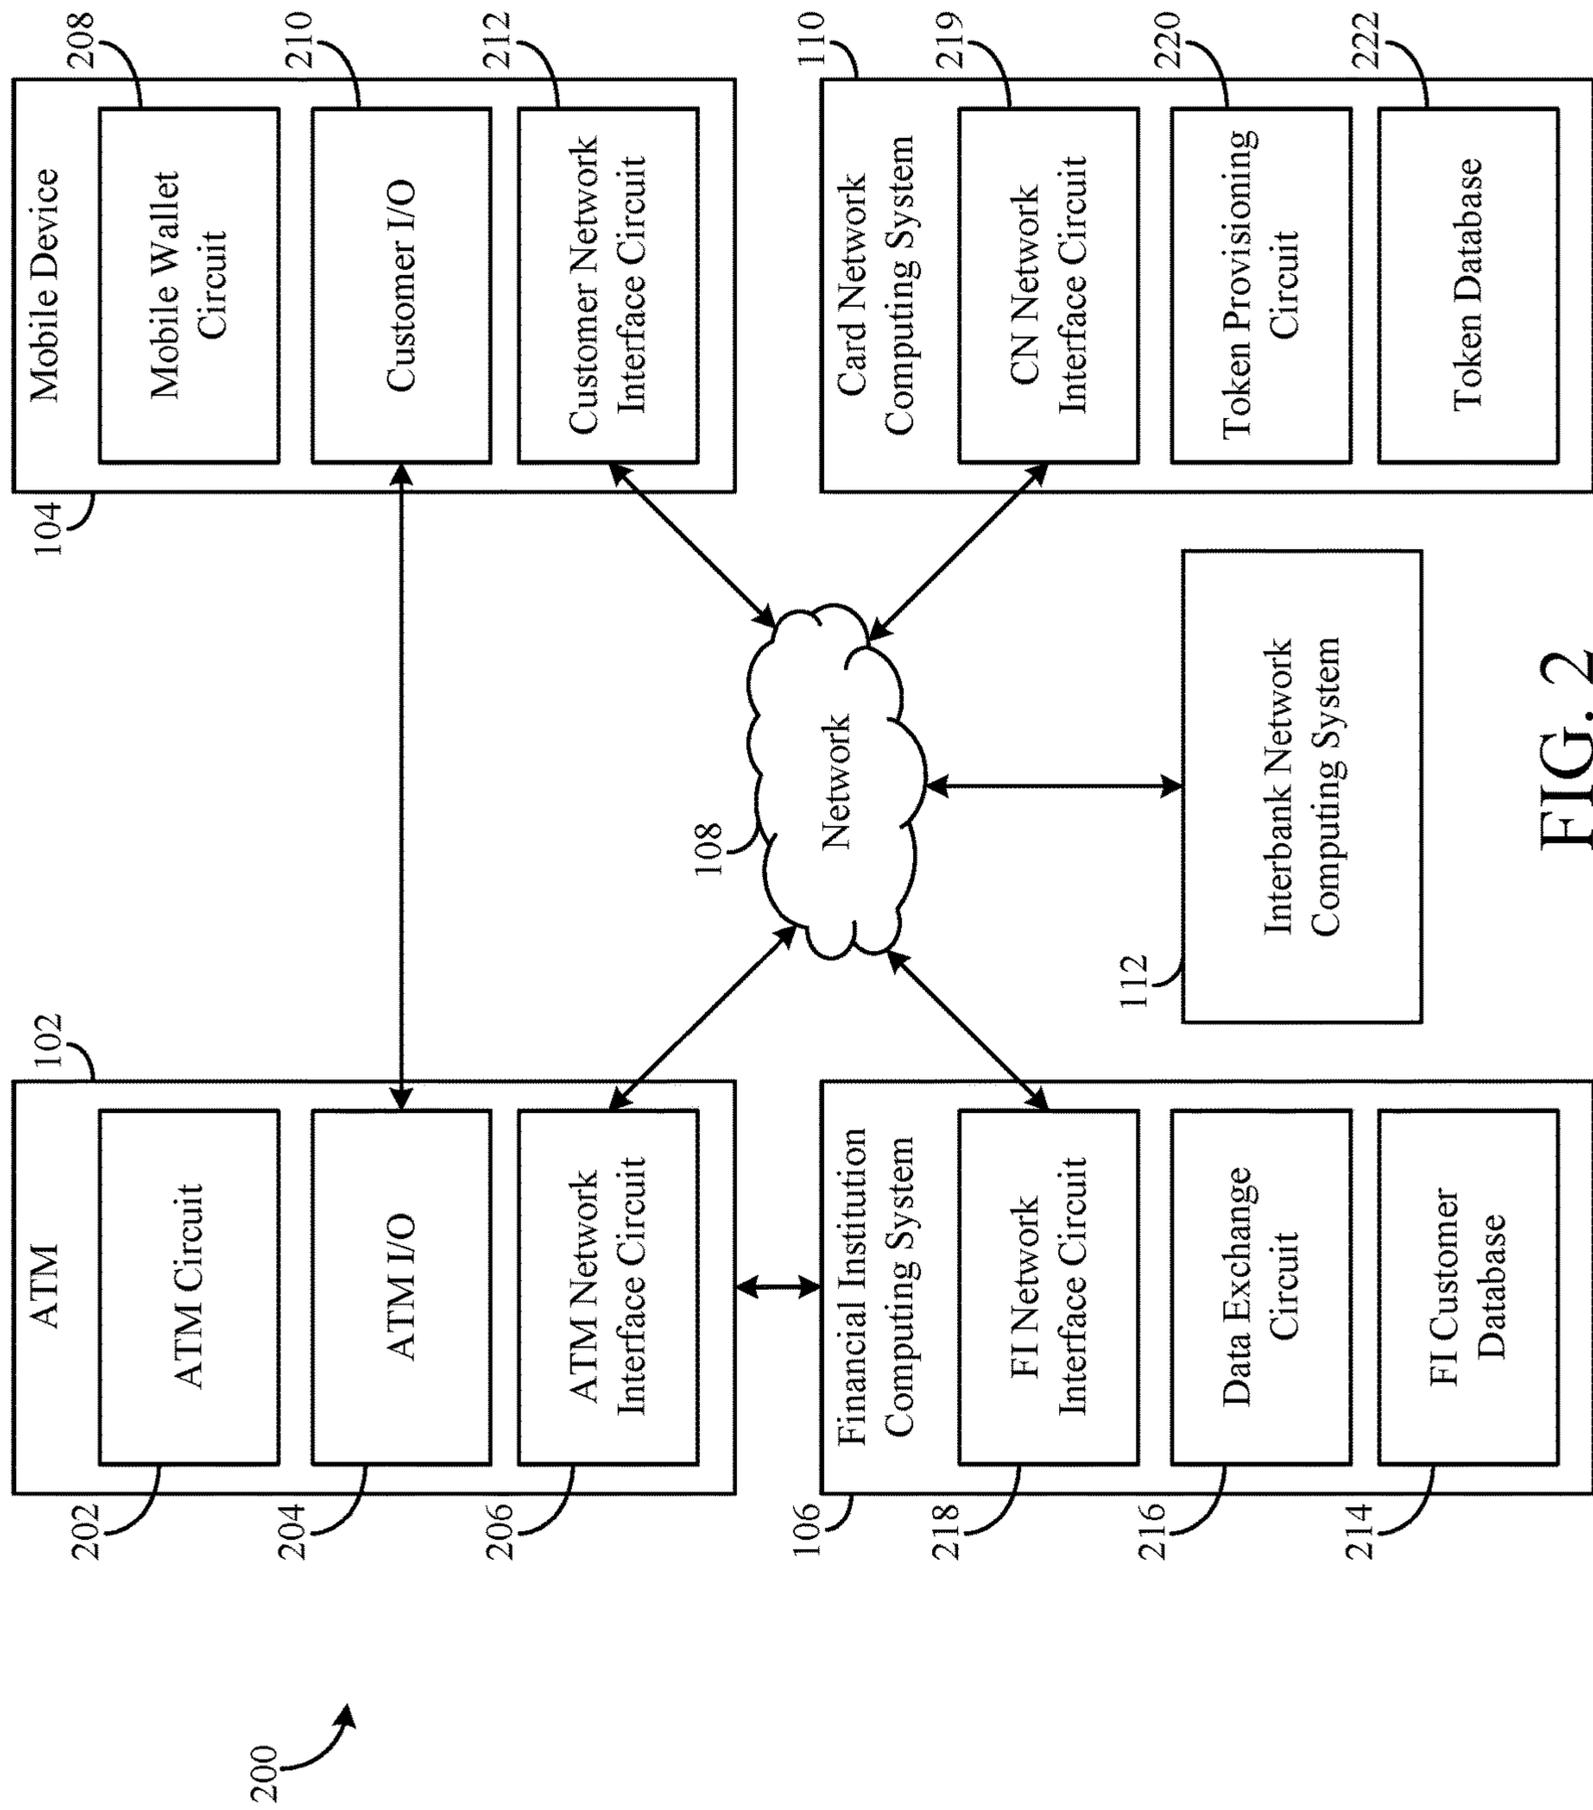 200
102
ATM
202
ATM Circuit
204
ATM I/O
206
ATM Network
Interface Circuit
104
Mobile Device
208
Mobile Wallet
Circuit
210
Customer I/O
212
Customer Network
Interface Circuit
108
Network
106
Financial Institution
Computing System
218
FI Network
Interface Circuit
216
Data Exchange
Circuit
214
FI Customer
Database
112
Interbank Network
Computing System
110
Card Network
Computing System
219
CN Network
Interface Circuit
220
Token Provisioning
Circuit
222
Token Database
FIG. 2